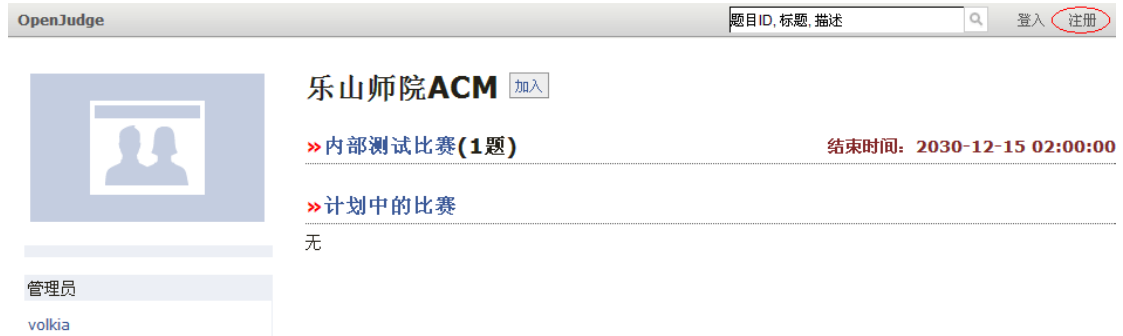 OpenJudge 题目ID, 标题, 描述 登入 注册
乐山师院ACM 加入
»内部测试比赛(1题) 结束时间: 2030-12-15 02:00:00
»计划中的比赛
无
管理员
volkia